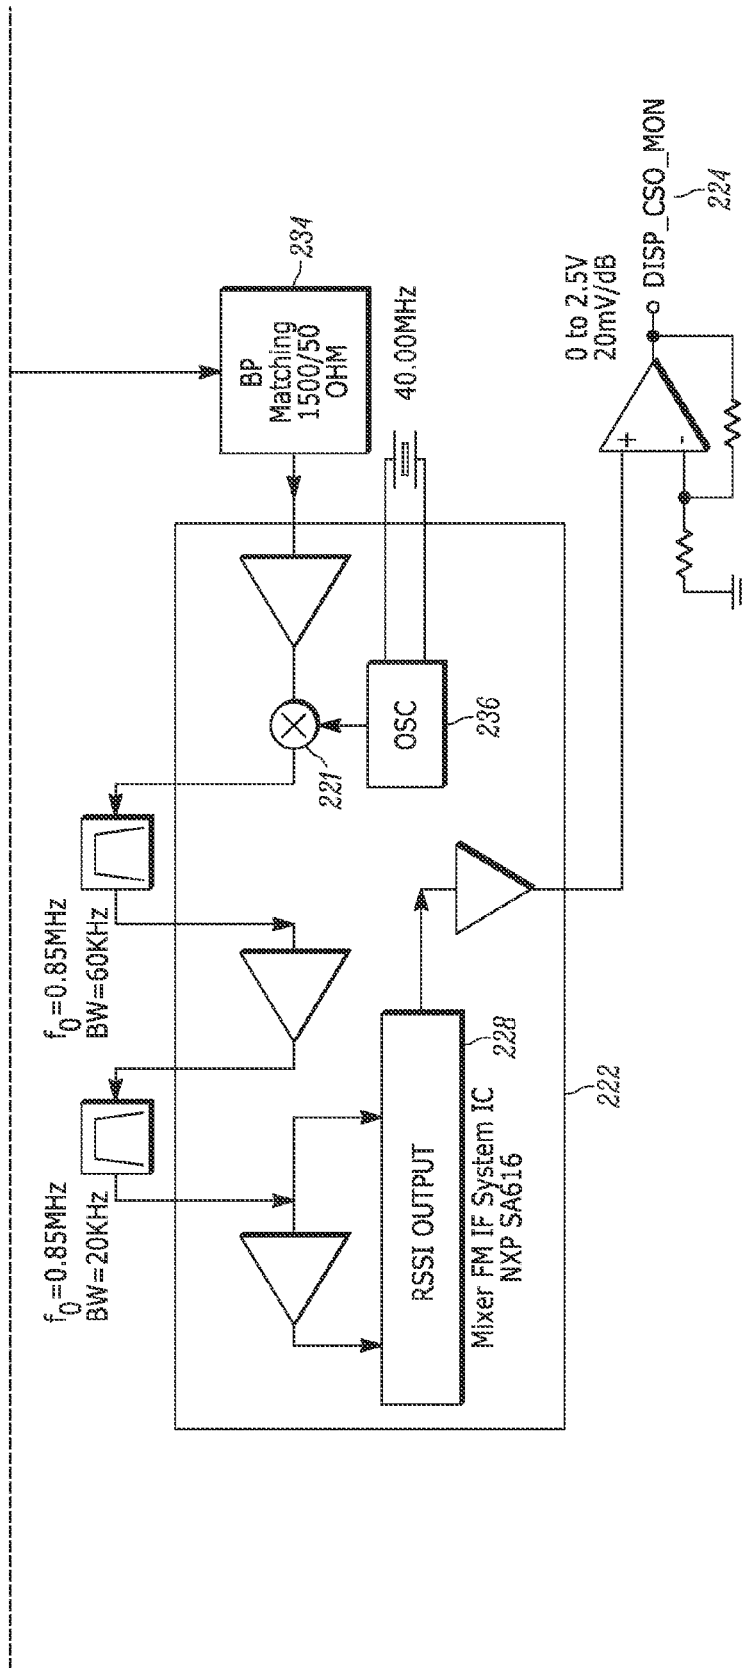 f0=0.85MHz
BW=20KHz
f0=0.85MHz
BW=60KHz
BP
Matching
1500/50
OHM
234
221
OSC
236
40.00MHz
RSSI OUTPUT
228
Mixer FM IF System IC
NXP SA616
222
+
-
0 to 2.5V
20mV/dB
DISP_CSO_MON
224